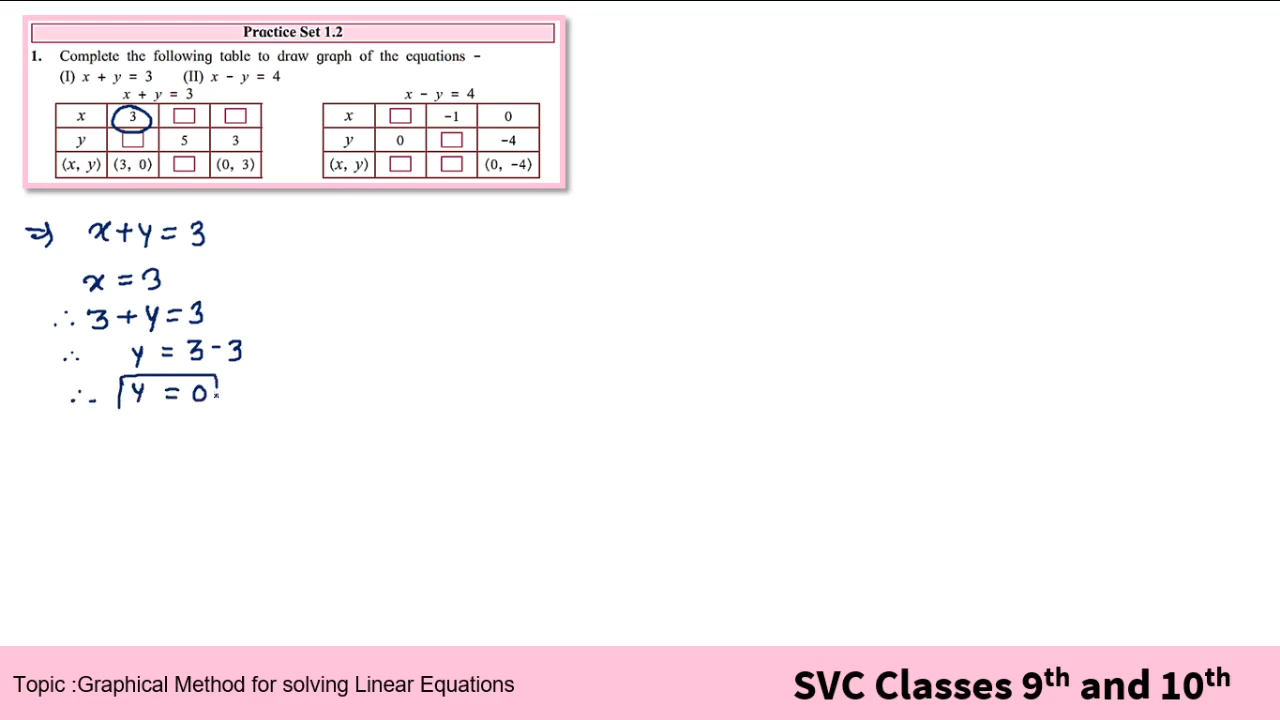 Practice Set 1.2
1. Complete the following table to draw graph of the equations -
(I) x + y = 3 (II) x - y = 4
x + y = 3
x 3 □ □
y □ 5 3
(x, y) (3, 0) □ (0, 3)
x - y = 4
x □ -1 0
y 0 □ -4
(x, y) □ □ (0, -4)
⇒ x+y = 3
x = 3
∴ 3 + y = 3
∴ y = 3 - 3
∴ y = 0
Topic :Graphical Method for solving Linear Equations
SVC Classes 9th and 10th